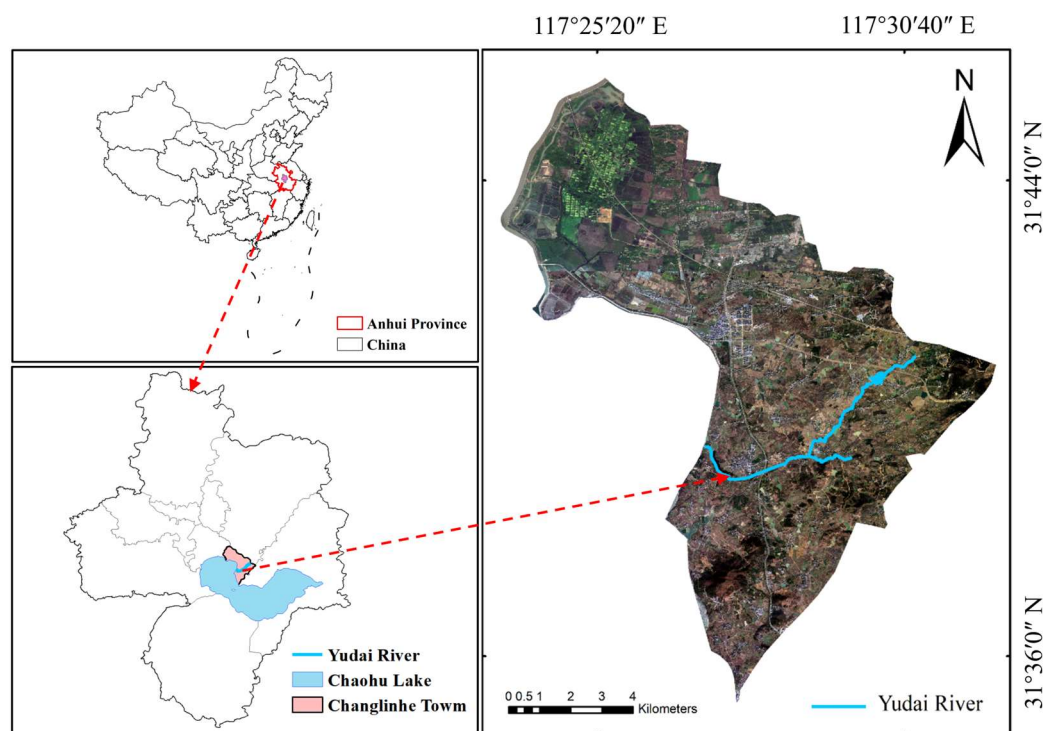 117°25′20″ E
117°30′40″ E
N
31°44′0″ N
Anhui Province
China
Yudai River
Chaohu Lake
Changlinhe Towm
31°36′0″ N
0 0.5 1 2 3 4
Kilometers
Yudai River